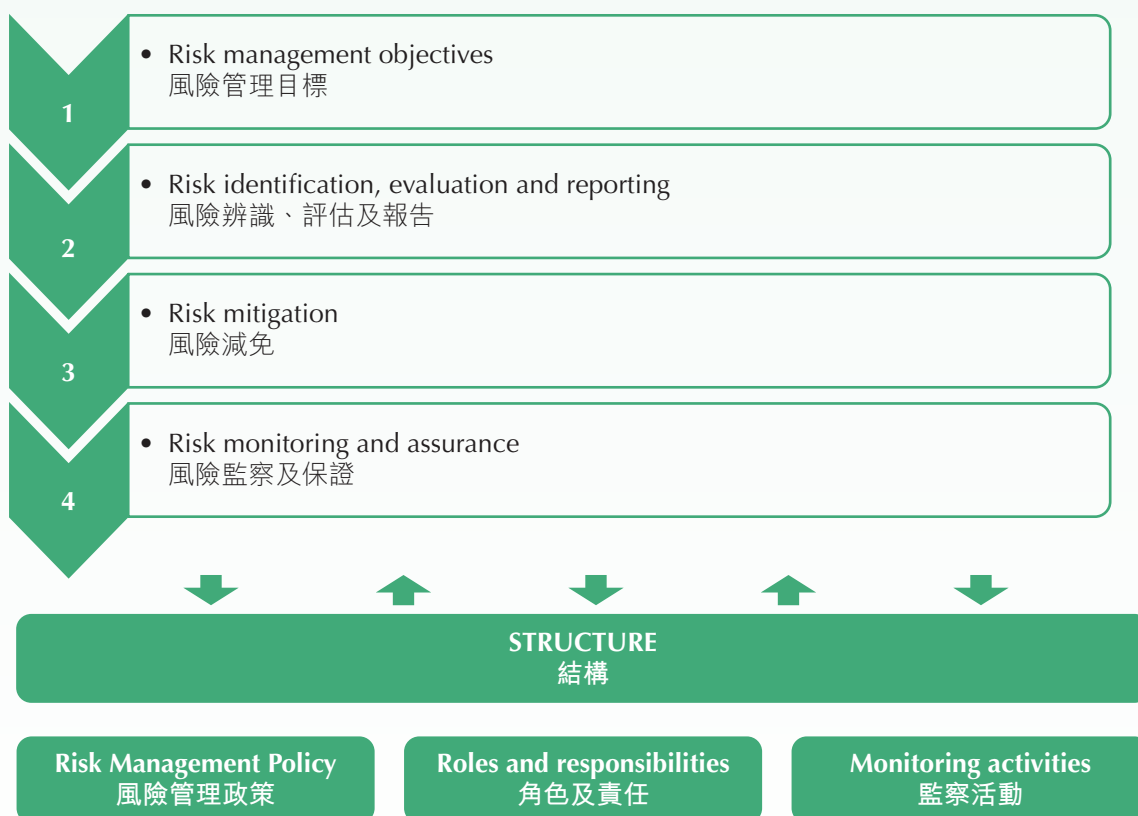 1
• Risk management objectives
風險管理目標
2
• Risk identification, evaluation and reporting
風險辨識、評估及報告
3
• Risk mitigation
風險減免
4
• Risk monitoring and assurance
風險監察及保證
STRUCTURE
結構
Risk Management Policy
風險管理政策
Roles and responsibilities
角色及責任
Monitoring activities
監察活動